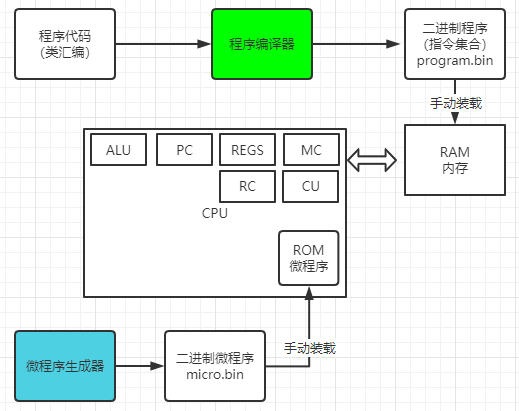 程序代码
（类汇编）
程序编译器
二进制程序
（指令集合）
program.bin
手动装载
RAM
内存
ALU
PC
REGS
MC
RC
CU
CPU
ROM
微程序
手动装载
微程序生成器
二进制微程序
micro.bin